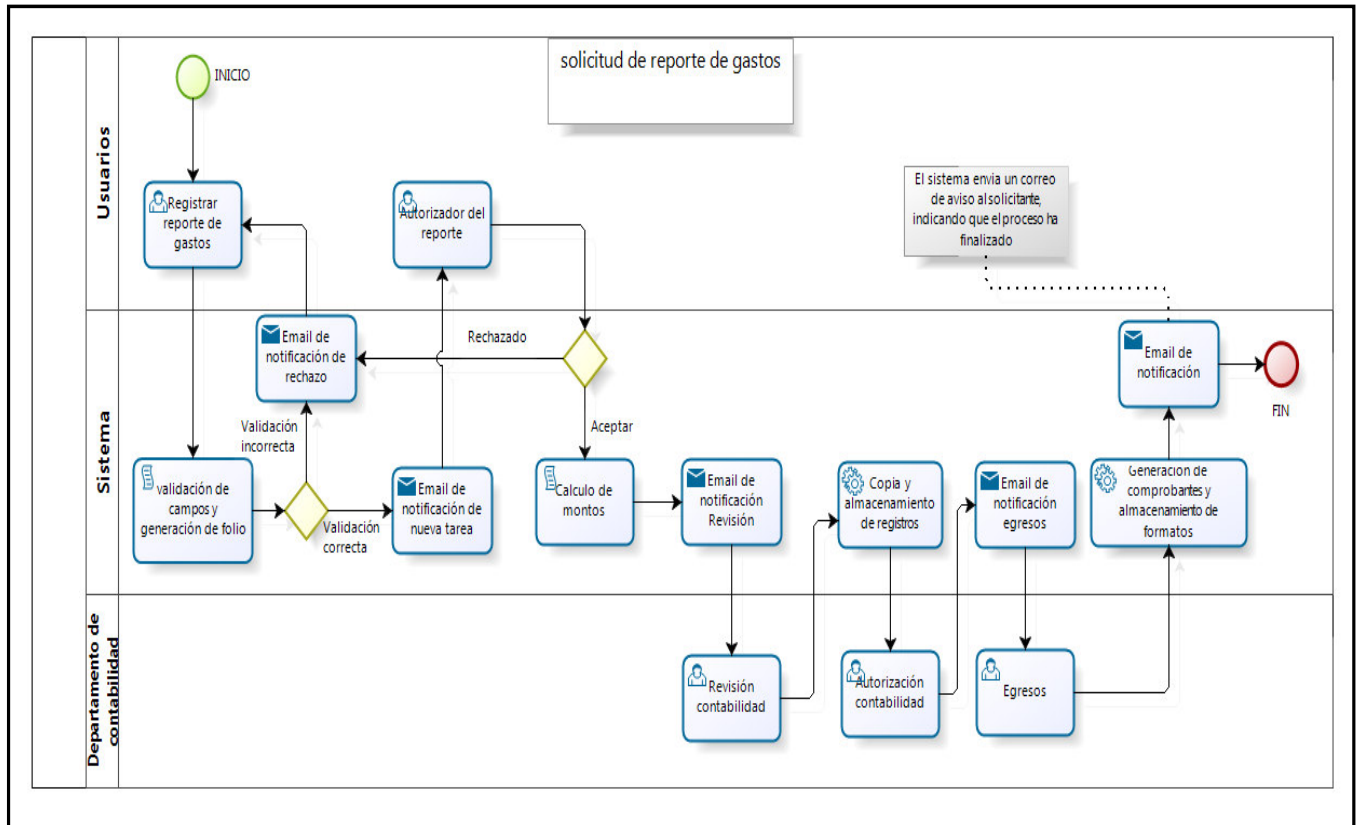 solicitud de reporte de gastos
Usuarios
INICIO
Registrar
reporte de
gastos
Autorizador del
reporte
El sistema envia un correo
de aviso al solicitante,
indicando que el proceso ha
finalizado
Sistema
Email de
notificación de
rechazo
Rechazado
Email de
notificación
FIN
Validación
incorrecta
Aceptar
validación de
campos y
generación de folio
Validación
correcta
Email de
notificación de
nueva tarea
Calculo de
montos
Email de
notificación
Revisión
Copia y
almacenamiento
de registros
Email de
notificación
egresos
Generación de
comprobantes y
almacenamiento de
formatos
Departamento de
contabilidad
Revisión
contabilidad
Autorización
contabilidad
Egresos